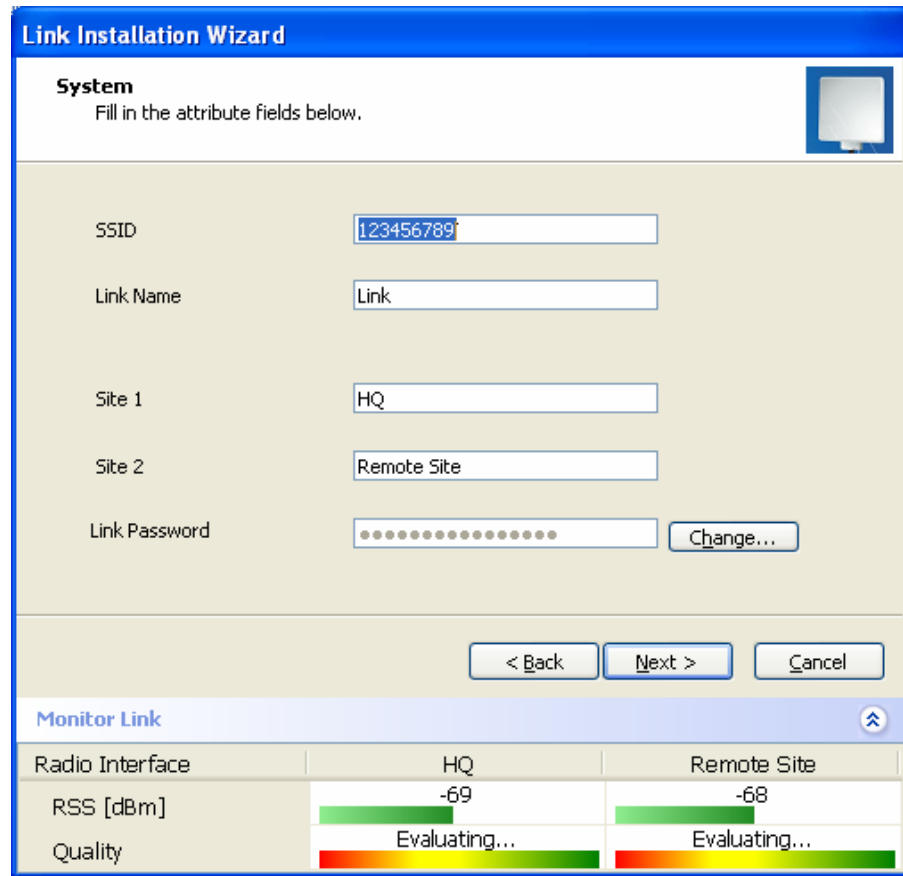 Link Installation Wizard
System
Fill in the attribute fields below.
SSID 123456789
Link Name Link
Site 1 HQ
Site 2 Remote Site
Link Password ●●●●●●●●●●●●●●●● Change...
< Back Next > Cancel
Monitor Link
Radio Interface HQ Remote Site
RSS [dBm] -69 -68
Quality Evaluating... Evaluating...